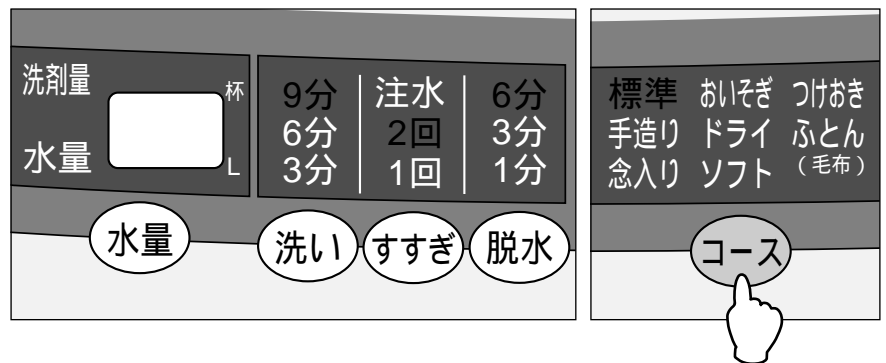 洗剤量
杯
水量
L
9分 注水 6分
6分 2回 3分
3分 1回 1分
水量
洗い
すすぎ
脱水
標準 おいそぎ つけおき
手造り ドライ ふとん
念入り ソフト （毛布）
コース